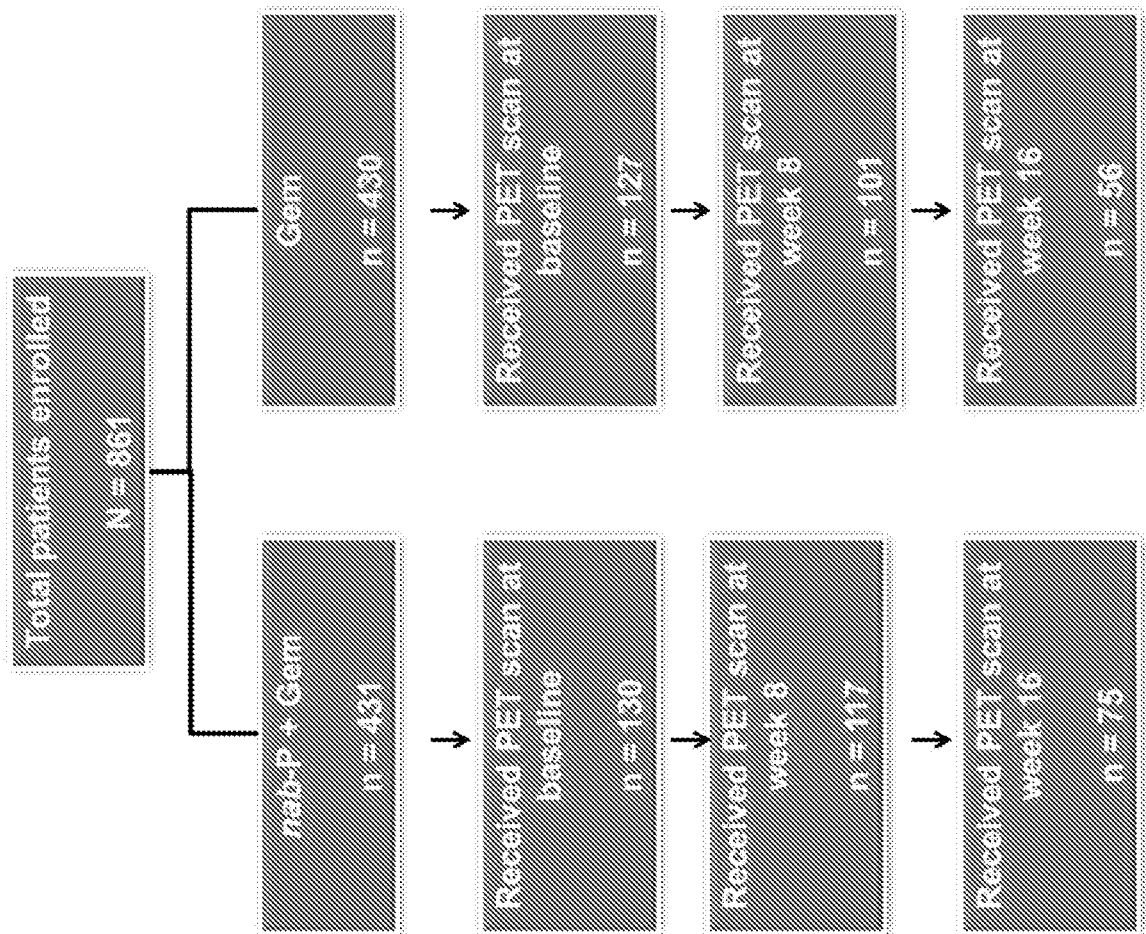 Total patients enrolled
N = 861
nab-P + Gem
n = 431
Gem
n = 430
Received PET scan at
baseline
n = 130
Received PET scan at
baseline
n = 127
Received PET scan at
week 8
n = 117
Received PET scan at
week 8
n = 101
Received PET scan at
week 16
n = 75
Received PET scan at
week 16
n = 56